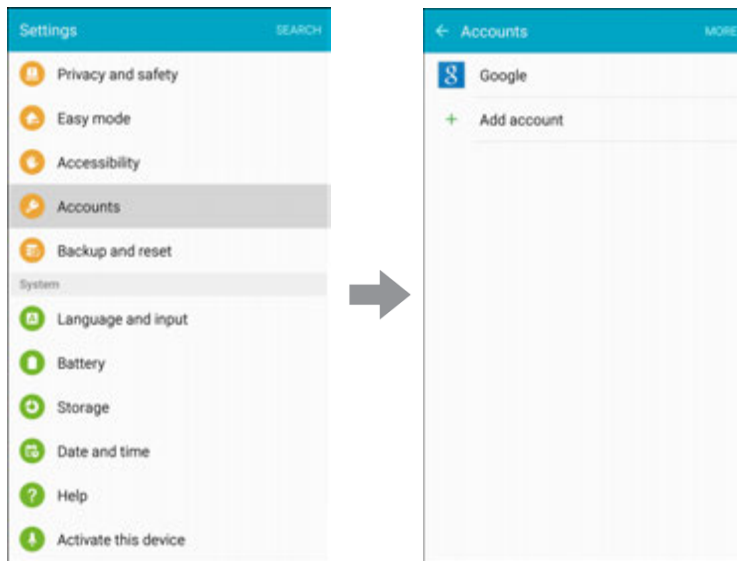 Settings SEARCH
Privacy and safety
Easy mode
Accessibility
Accounts
Backup and reset
System
Language and input
Battery
Storage
Date and time
Help
Activate this device
Accounts MORE
Google
Add account